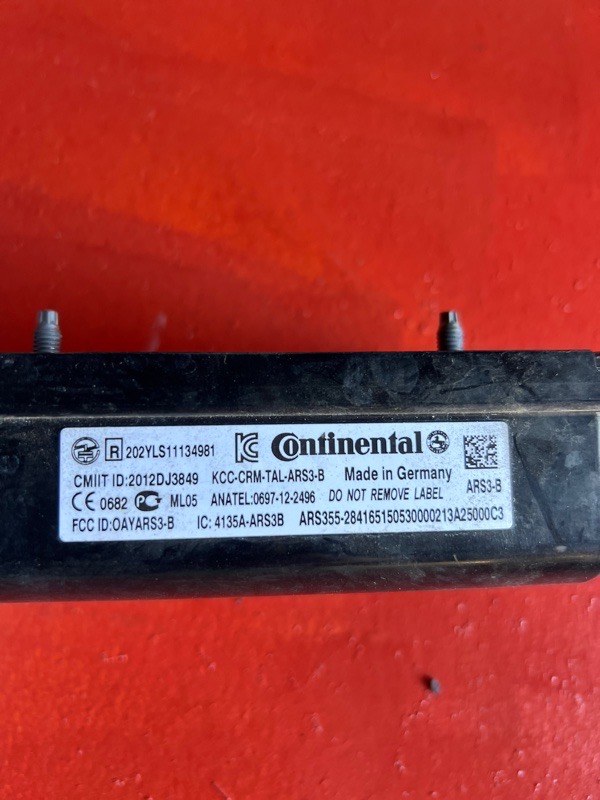 R 202YLS11134981 Continental
CMIIT ID:2012DJ3849 KCC-CRM-TAL-ARS3-B Made in Germany
CE 0682 ML05 ANATEL:0697-12-2496 DO NOT REMOVE LABEL ARS3-B
FCC ID:OAYARS3-B IC: 4135A-ARS3B ARS355-284165150530000213A25000C3